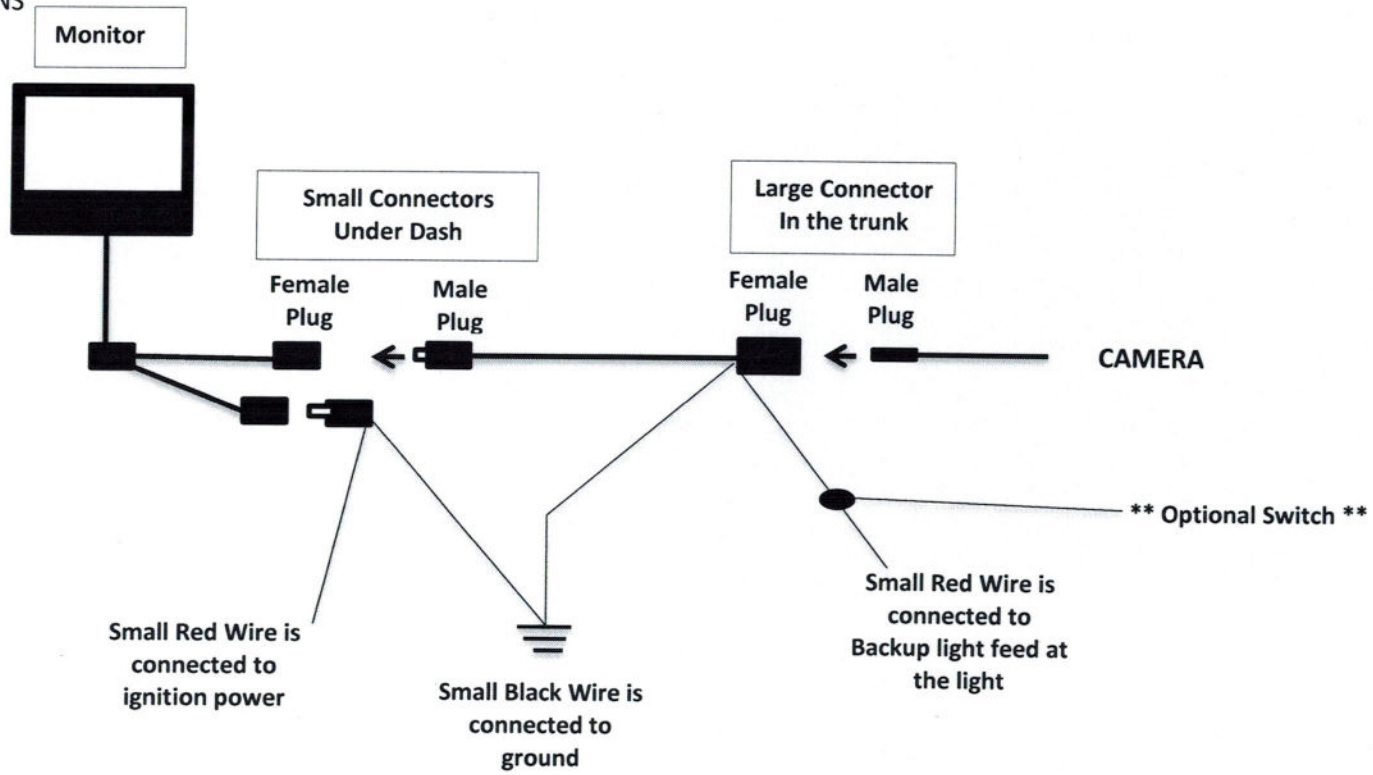 Monitor
Small Connectors
Under Dash
Large Connector
In the trunk
Female
Plug
Male
Plug
Female
Plug
Male
Plug
CAMERA
** Optional Switch **
Small Red Wire is
connected to
ignition power
Small Black Wire is
connected to
ground
Small Red Wire is
connected to
Backup light feed at
the light